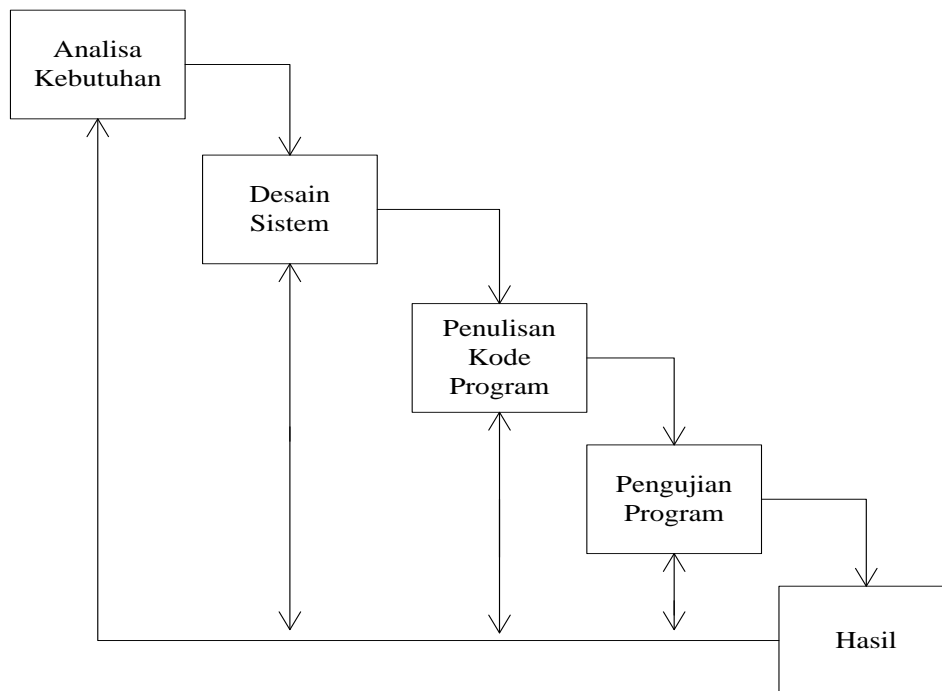 Analisa
Kebutuhan
Desain
Sistem
Penulisan
Kode
Program
Pengujian
Program
Hasil